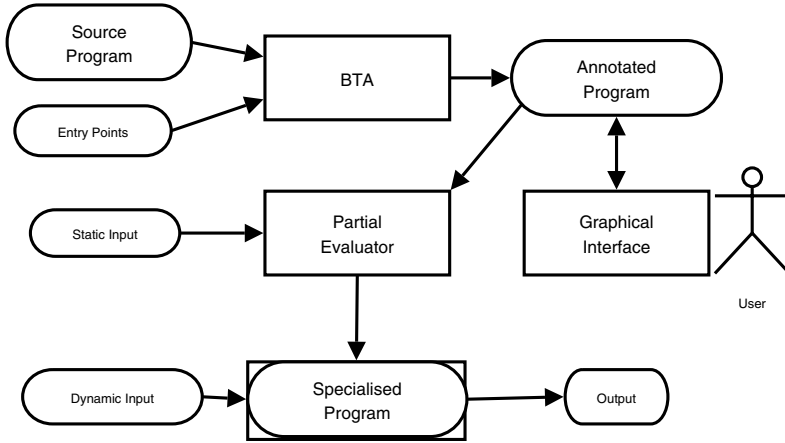 Source
Program
BTA
Annotated
Program
Entry Points
Static Input
Partial
Evaluator
Graphical
Interface
User
Dynamic Input
Specialised
Program
Output